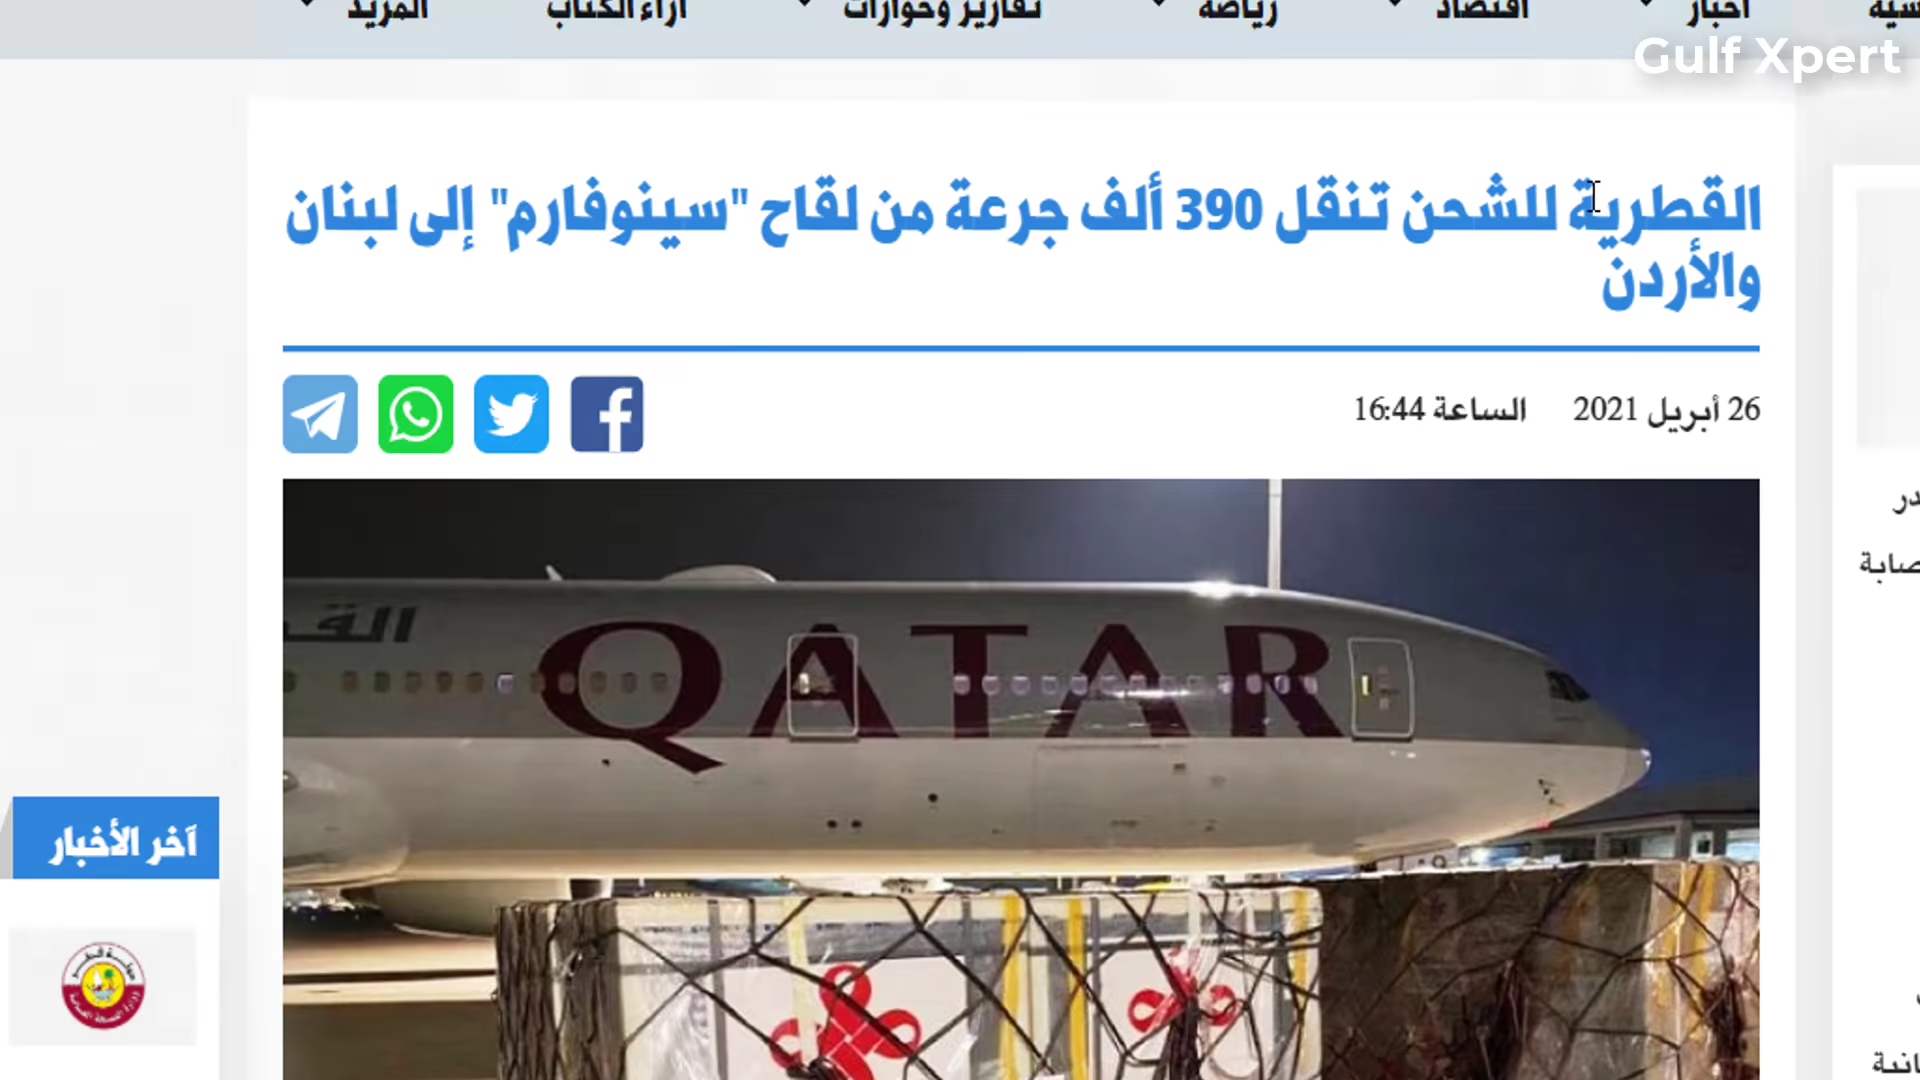 أخبار اقتصاد رياضة تقارير وحوارات آراء الكتاب المزيد
Gulf Xpert
القطرية للشحن تنقل 390 ألف جرعة من لقاح "سينوفارم" إلى لبنان
والأردن
26 أبريل 2021 الساعة 16:44
القـ
QATAR
آخر الأخبار